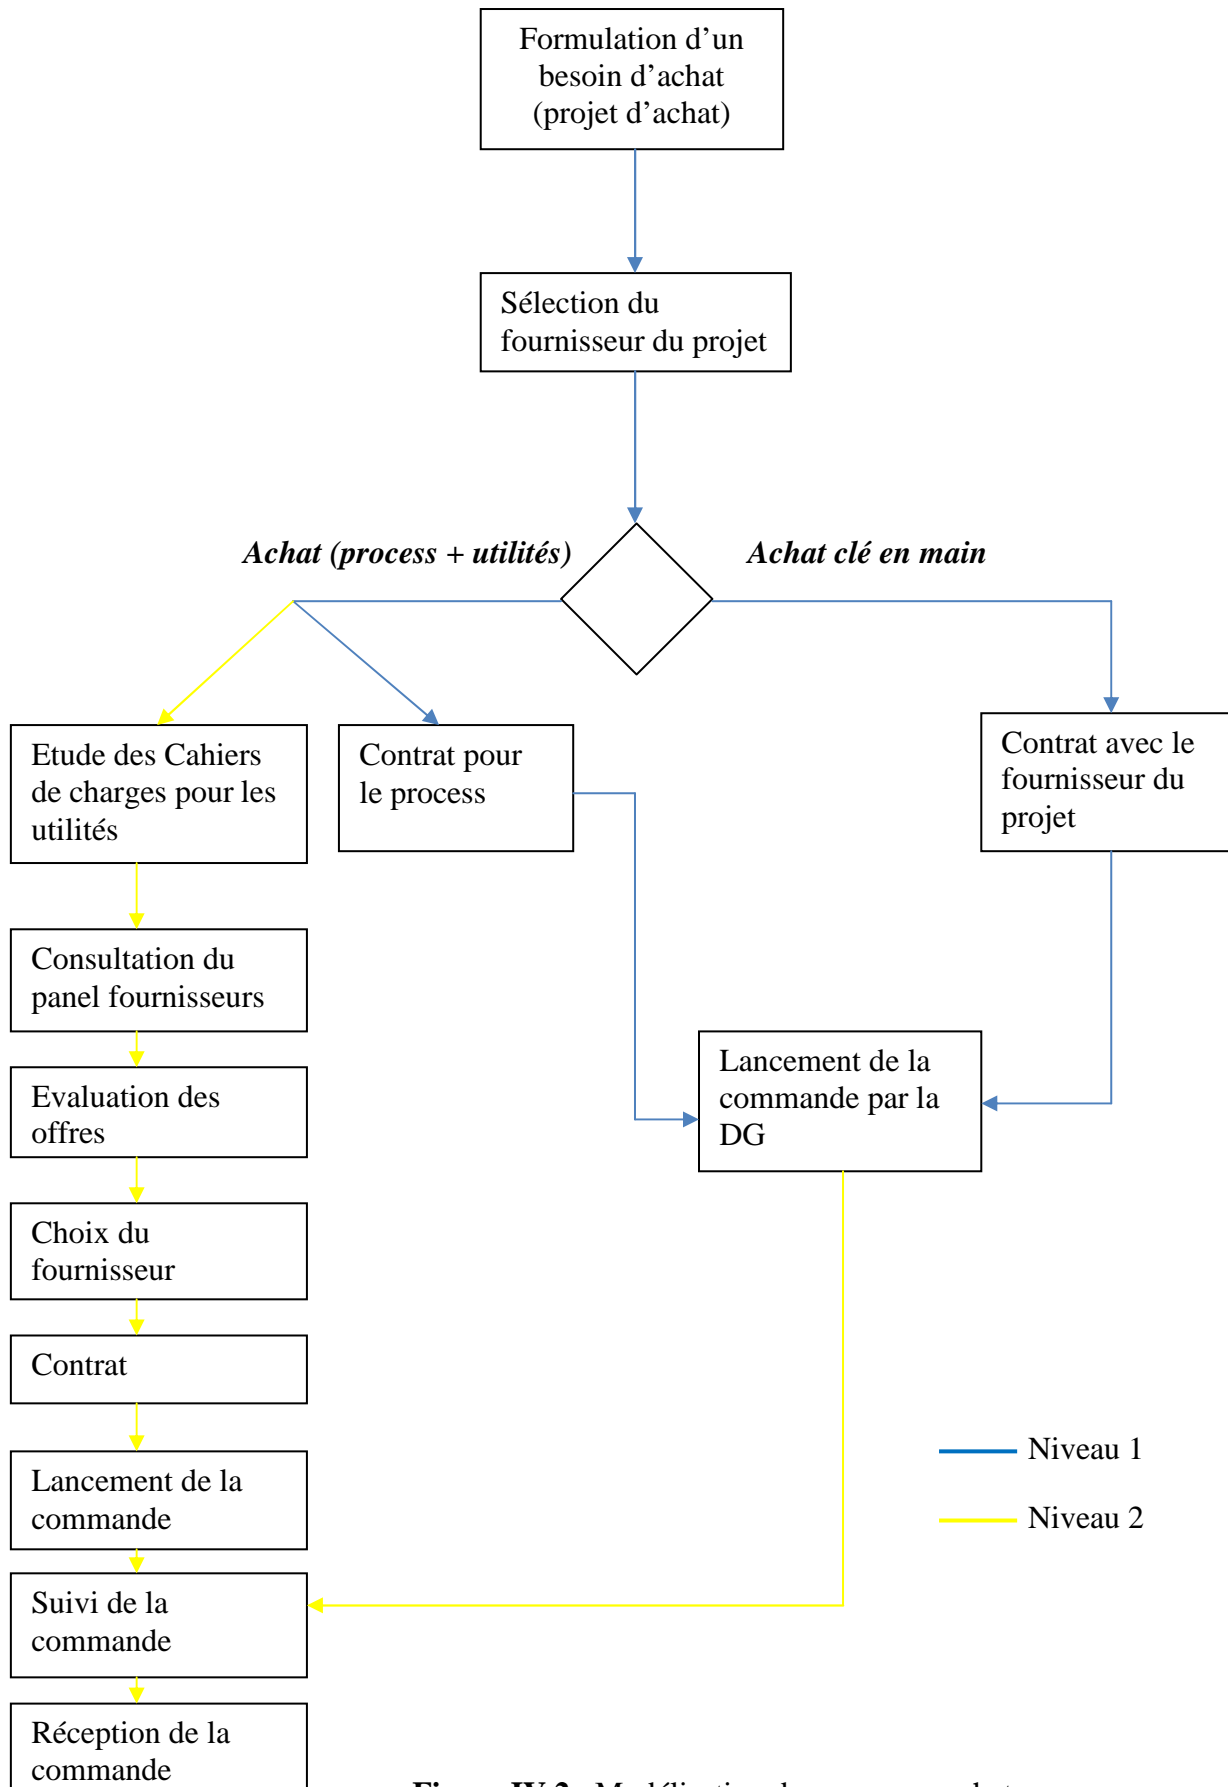 Formulation d’un
besoin d’achat
(projet d’achat)
Sélection du
fournisseur du projet
Achat (process + utilités)
Achat clé en main
Etude des Cahiers
de charges pour les
utilités
Contrat pour
le process
Contrat avec le
fournisseur du
projet
Consultation du
panel fournisseurs
Lancement de la
commande par la
DG
Evaluation des
offres
Choix du
fournisseur
Contrat
Niveau 1
Lancement de la
commande
Niveau 2
Suivi de la
commande
Réception de la
commande